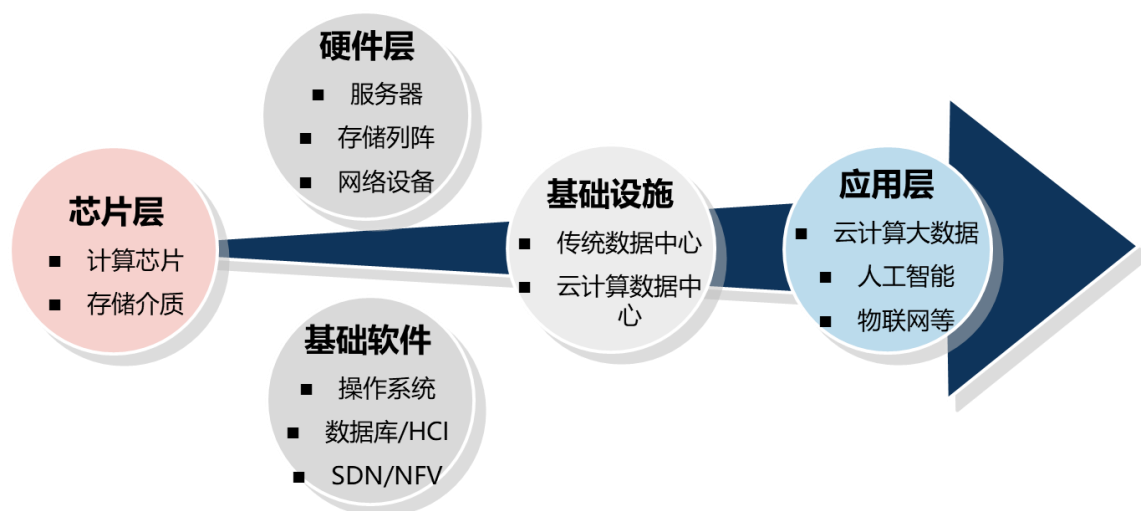 芯片层
■ 计算芯片
■ 存储介质
硬件层
■ 服务器
■ 存储列阵
■ 网络设备
基础软件
■ 操作系统
■ 数据库/HCI
■ SDN/NFV
基础设施
■ 传统数据中心
■ 云计算数据中
心
应用层
■ 云计算大数据
■ 人工智能
■ 物联网等